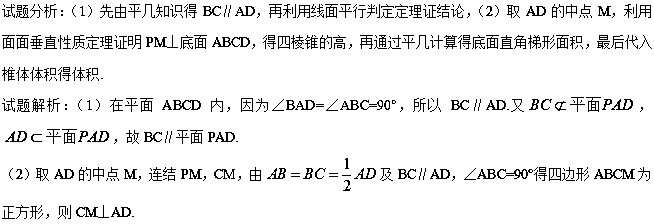 试题分析：（1）先由平几知识得 BC∥AD，再利用线面平行判定定理证结论，（2）取 AD 的中点 M，利用
面面垂直性质定理证明 PM⊥底面 ABCD，得四棱锥的高，再通过平几计算得底面直角梯形面积，最后代入
椎体体积得体积.
试题解析：（1）在平面 ABCD 内，因为∠BAD=∠ABC=90°，所以 BC∥AD.又 BC⊄平面PAD，
AD⊂平面PAD，故 BC∥平面 PAD.
（2）取 AD 的中点 M，连结 PM，CM，由 AB=BC=\frac{1}{2}AD 及 BC∥AD，∠ABC=90°得四边形 ABCM 为
正方形，则 CM⊥AD.